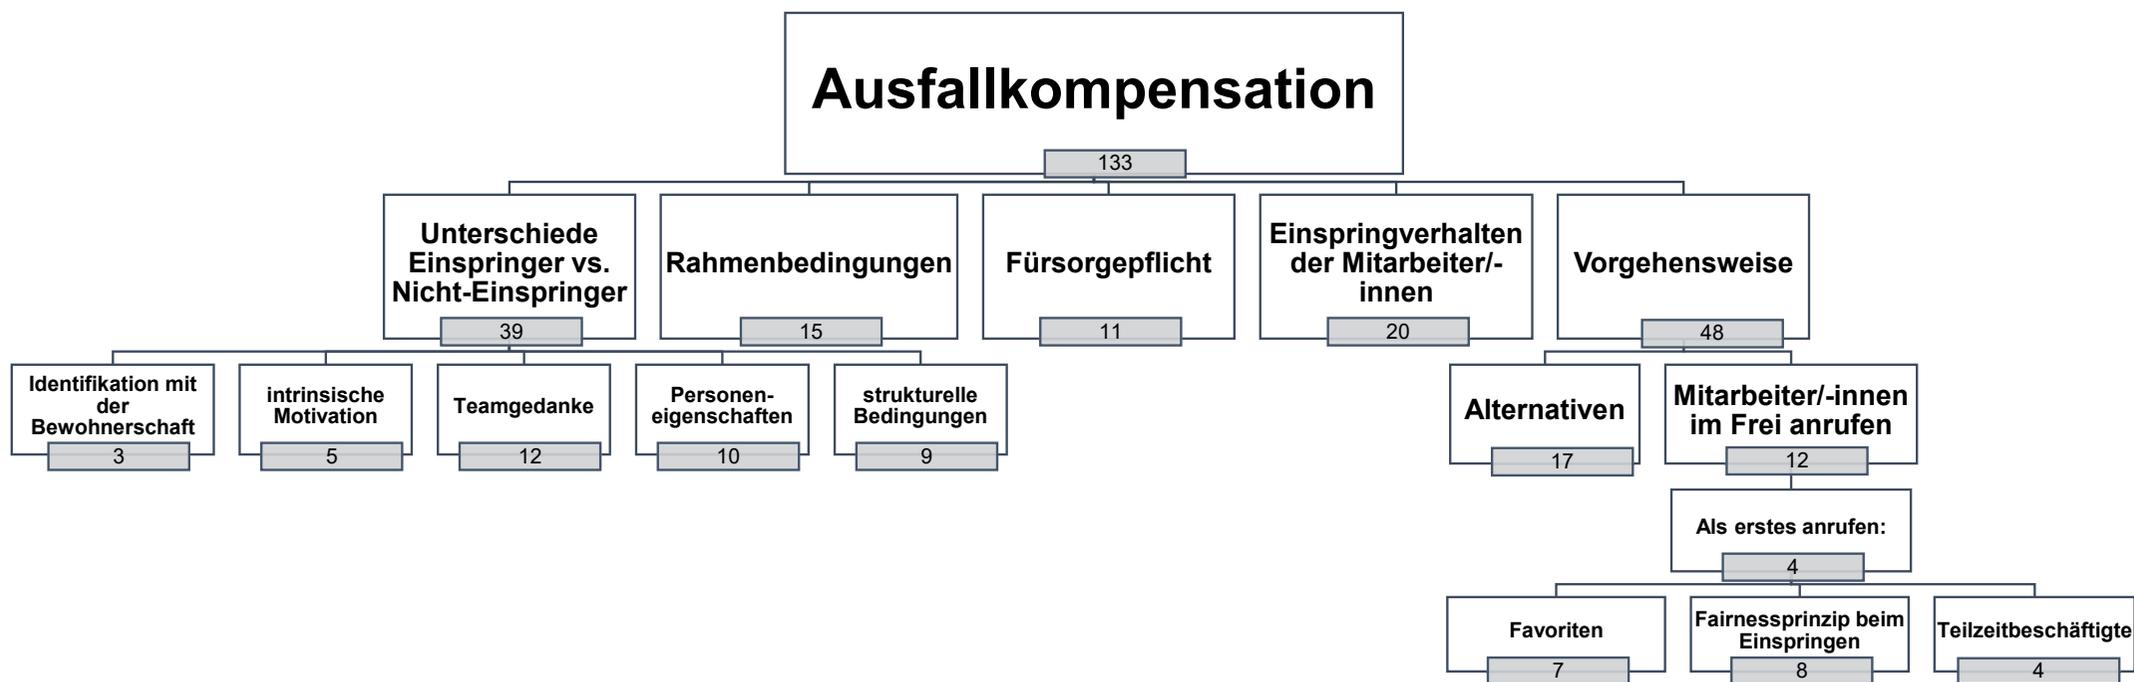 Ausfallkompensation
133
Unterschiede
Einspringer vs.
Nicht-Einspringer
39
Rahmenbedingungen
15
Fürsorgepflicht
11
Einspringverhalten
der Mitarbeiter/-
innen
20
Vorgehensweise
48
Identifikation mit
der
Bewohnerschaft
3
intrinsische
Motivation
5
Teamgedanke
12
Personen-
eigenschaften
10
strukturelle
Bedingungen
9
Alternativen
17
Mitarbeiter/-innen
im Frei anrufen
12
Als erstes anrufen:
4
Favoriten
7
Fairnessprinzip beim
Einspringen
8
Teilzeitbeschäftigte
4